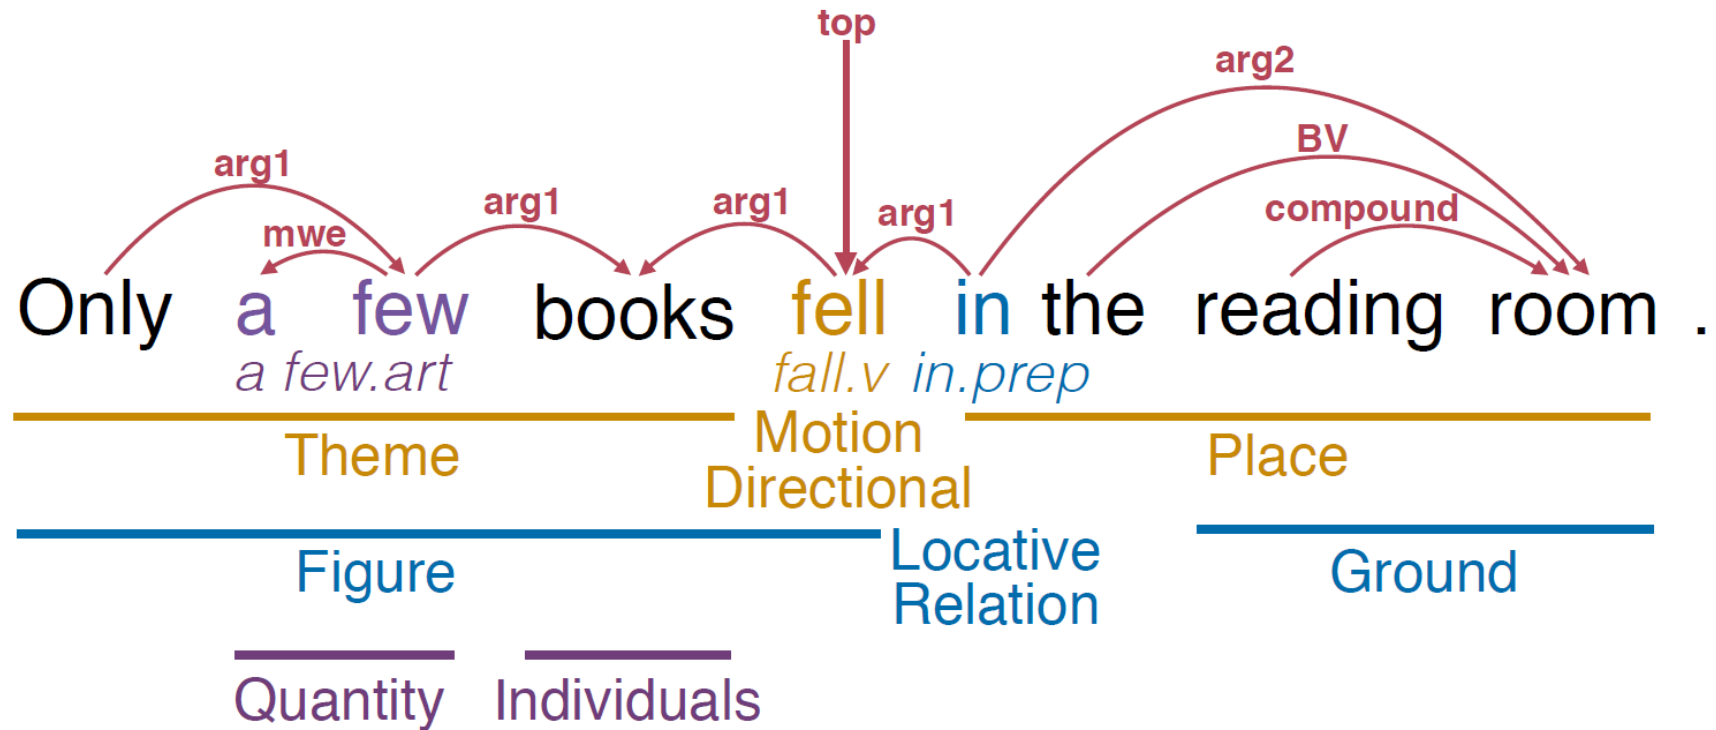 top
arg2
BV
arg1
arg1
arg1
arg1
compound
mwe
Only a few books fell in the reading room .
a few.art fall.v in.prep
Theme Motion Directional Place
Figure Locative Relation Ground
Quantity Individuals